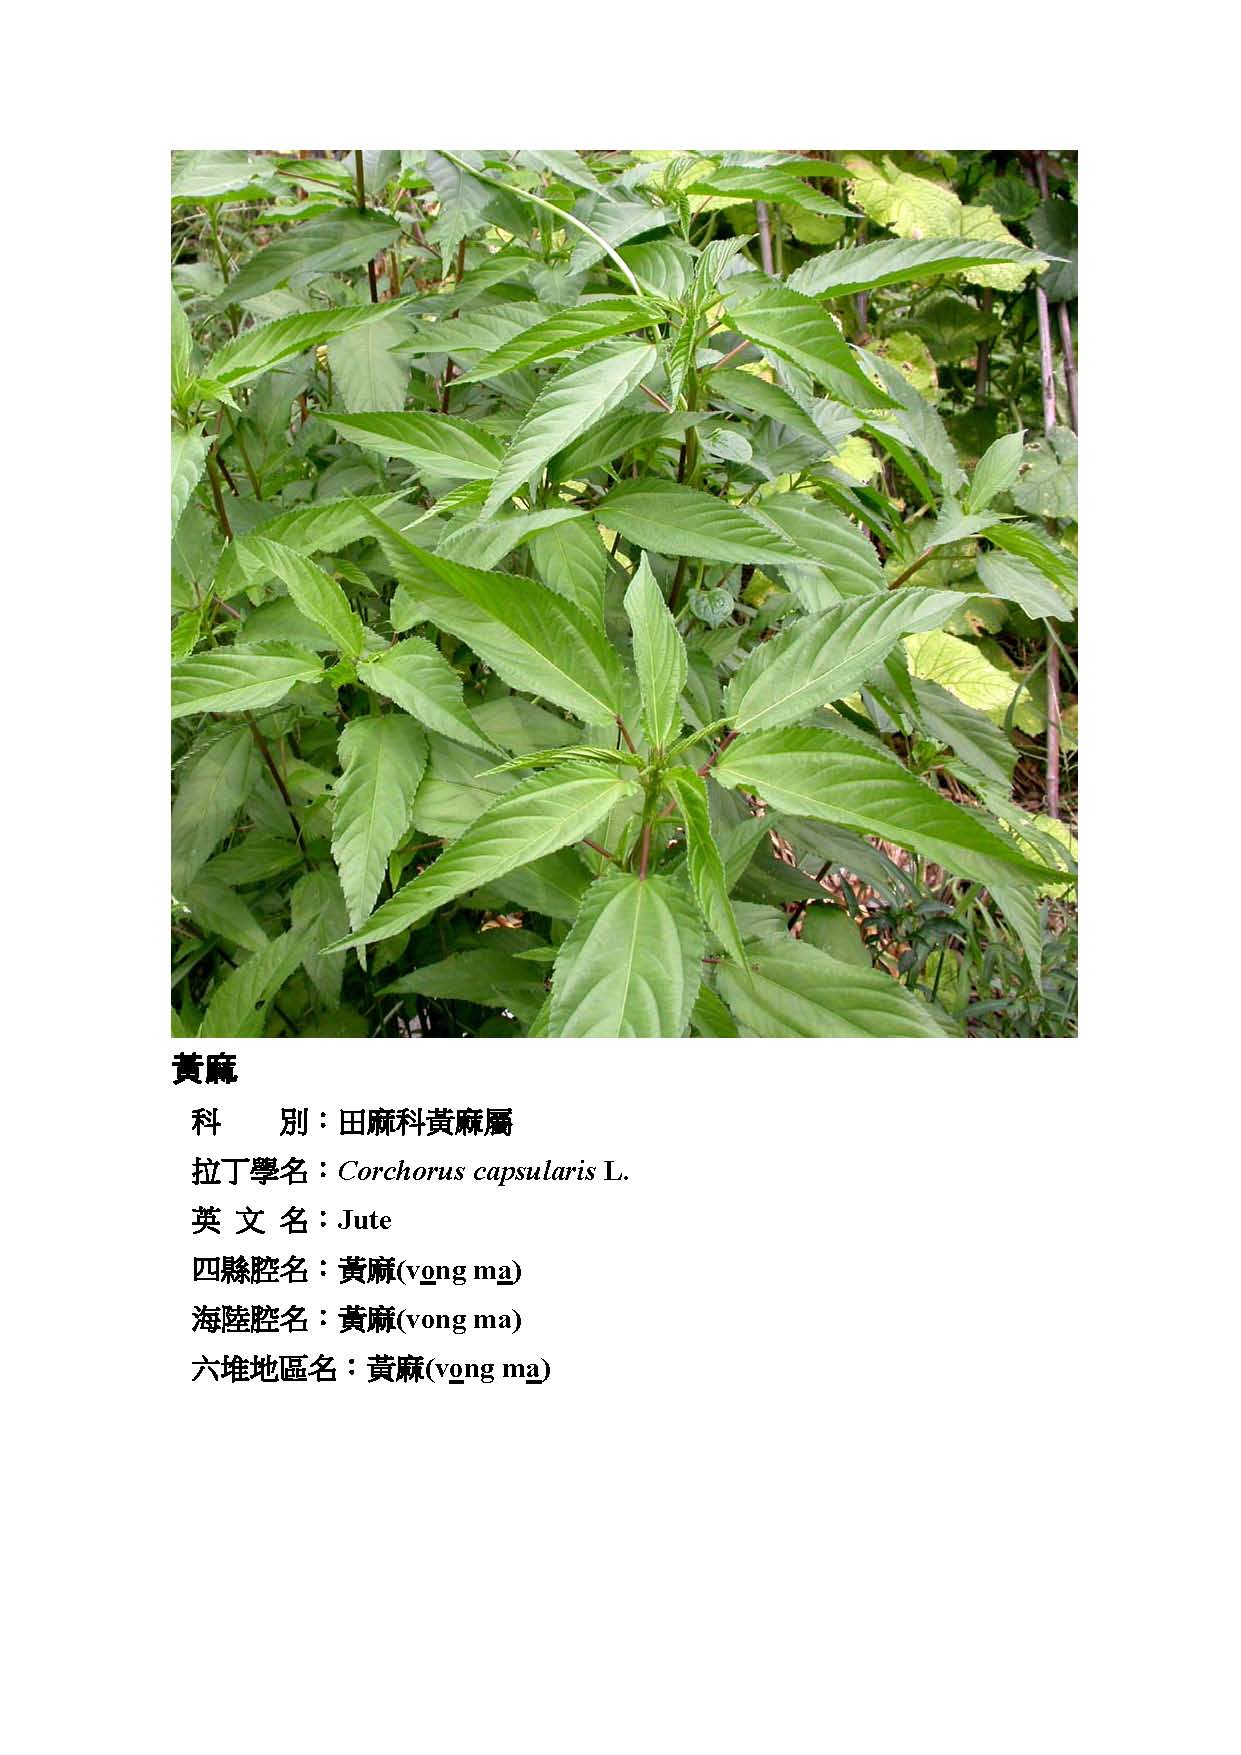 黃麻
科　　別：田麻科黃麻屬
拉丁學名：Corchorus capsularis L.
英 文 名：Jute
四縣腔名：黃麻(vong ma)
海陸腔名：黃麻(vong ma)
六堆地區名：黃麻(vong ma)